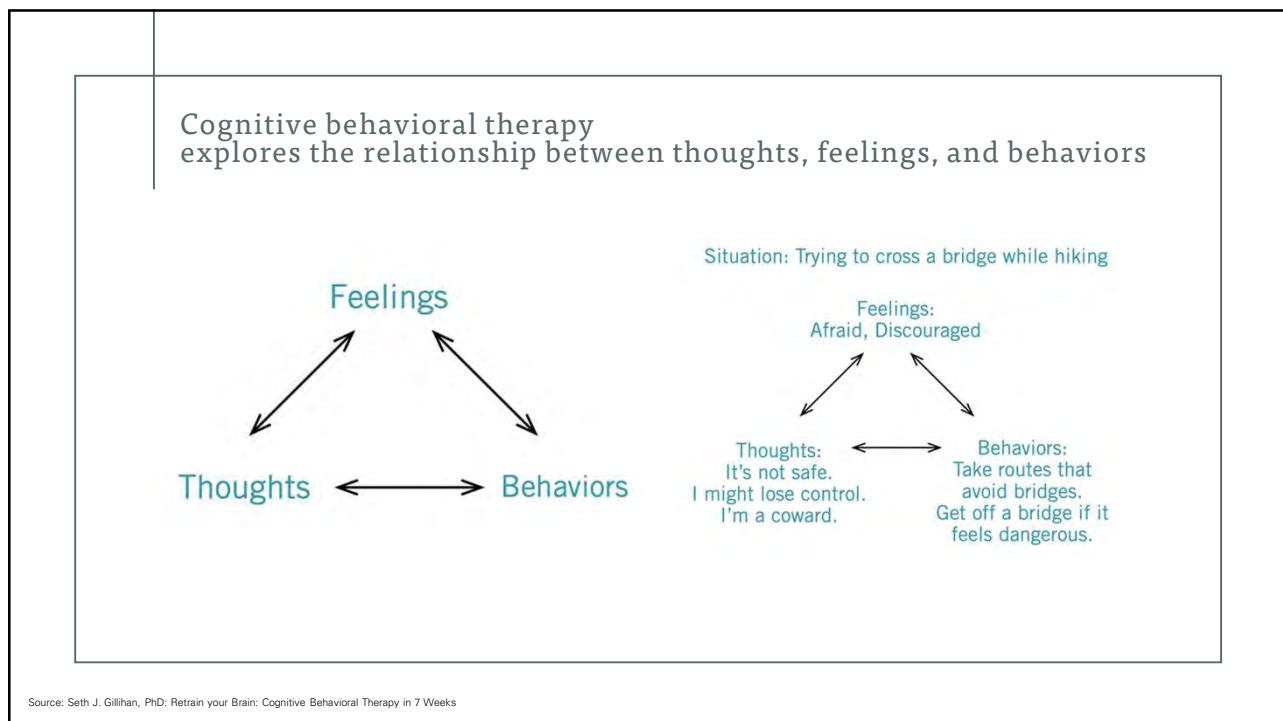 Cognitive behavioral therapy
explores the relationship between thoughts, feelings, and behaviors
Feelings
Thoughts
Behaviors
Situation: Trying to cross a bridge while hiking
Feelings:
Afraid, Discouraged
Thoughts:
It's not safe.
I might lose control.
I'm a coward.
Behaviors:
Take routes that
avoid bridges.
Get off a bridge if it
feels dangerous.
Source: Seth J. Gillihan, PhD: Retrain your Brain: Cognitive Behavioral Therapy in 7 Weeks